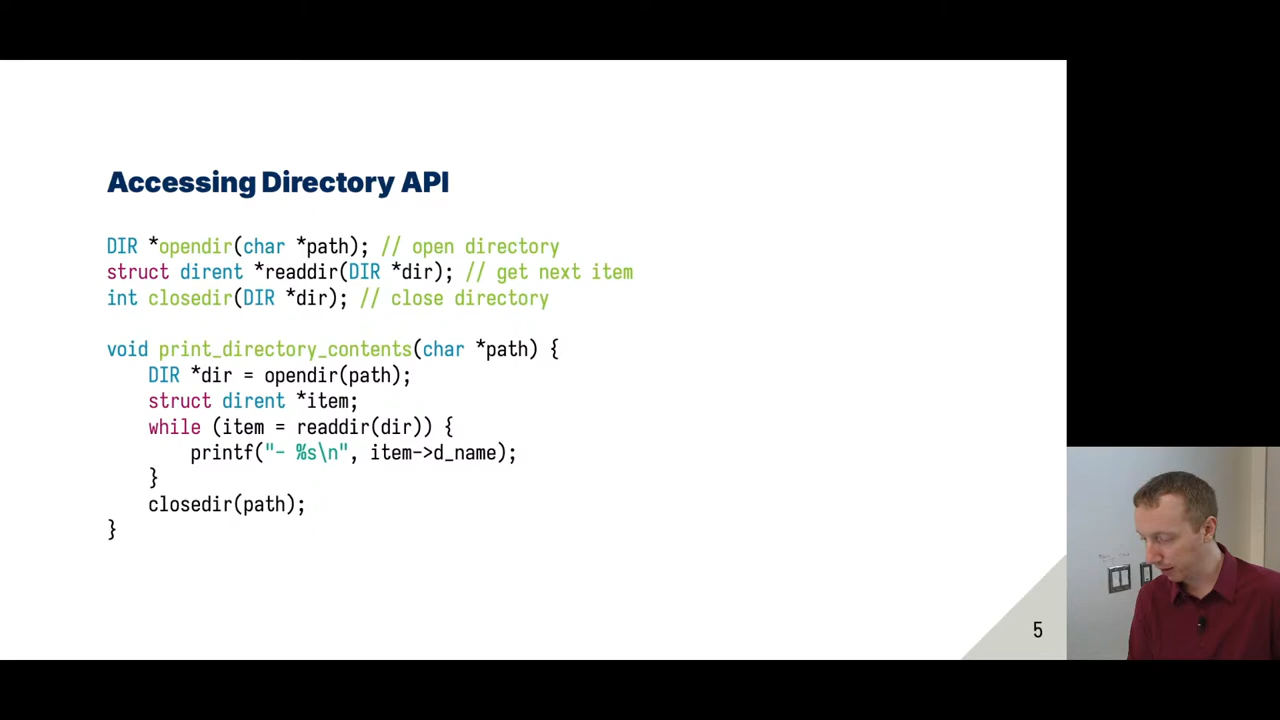 Accessing Directory API
DIR *opendir(char *path); // open directory
struct dirent *readdir(DIR *dir); // get next item
int closedir(DIR *dir); // close directory
void print_directory_contents(char *path) {
DIR *dir = opendir(path);
struct dirent *item;
while (item = readdir(dir)) {
printf("- %s\n", item->d_name);
}
closedir(path);
}
5